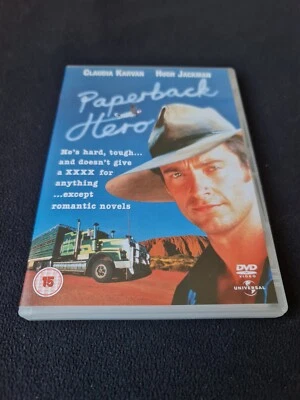 CLAUDIA KARVAN HUGH JACKMAN
Paperback
Hero
He's hard, tough...
and doesn't give
a XXXX for
anything
...except
romantic novels
15
DVD
VIDEO
UNIVERSAL